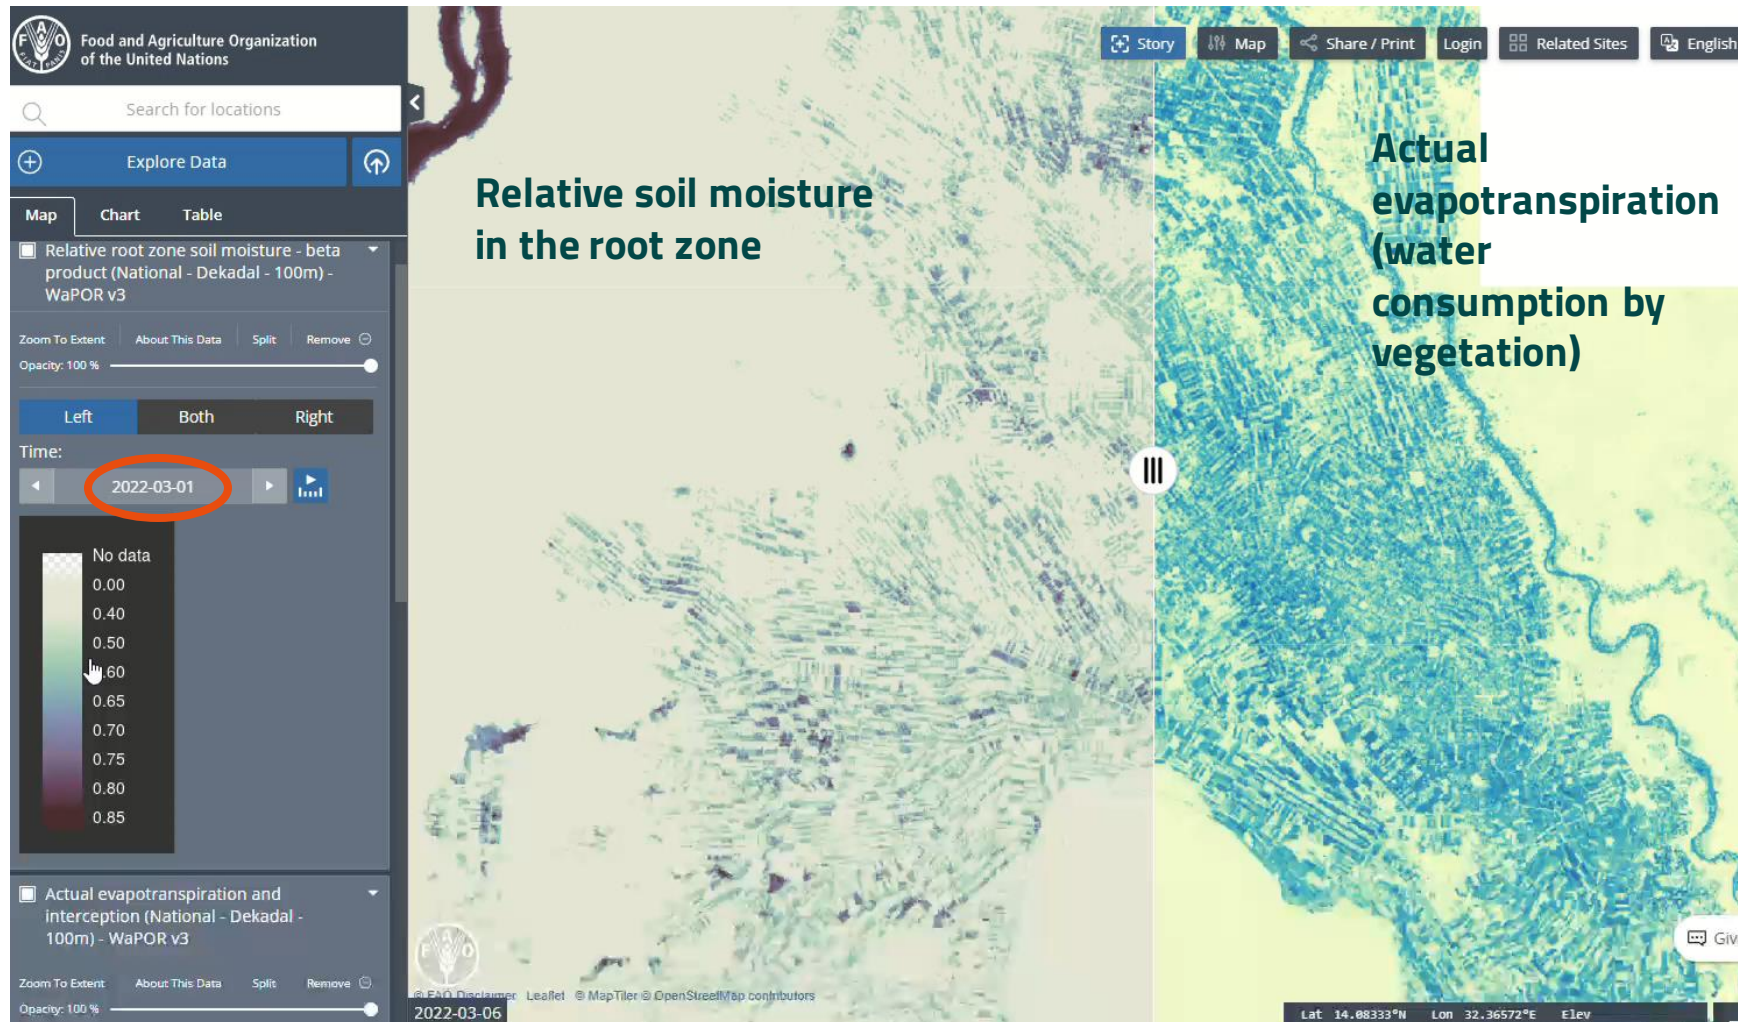 Food and Agriculture Organization
of the United Nations
Search for locations
Explore Data
Map
Chart
Table
Relative root zone soil moisture - beta
product (National - Dekadal - 100m) -
WaPOR v3
Zoom To Extent
About This Data
Split
Remove
Opacity: 100 %
Left
Both
Right
Time:
2022-03-01
No data
0.00
0.40
0.50
.60
0.65
0.70
0.75
0.80
0.85
Actual evapotranspiration and
interception (National - Dekadal -
100m) - WaPOR v3
Zoom To Extent
About This Data
Split
Remove
Opacity: 100 %
Story
Map
Share / Print
Login
Related Sites
English
Relative soil moisture
in the root zone
Actual
evapotranspiration
(water
consumption by
vegetation)
Giv
FAO
© FAO Disclaimer Leaflet © MapTiler © OpenStreetMap contributors
2022-03-06
Lat 14.08333°N Lon 32.36572°E Elev